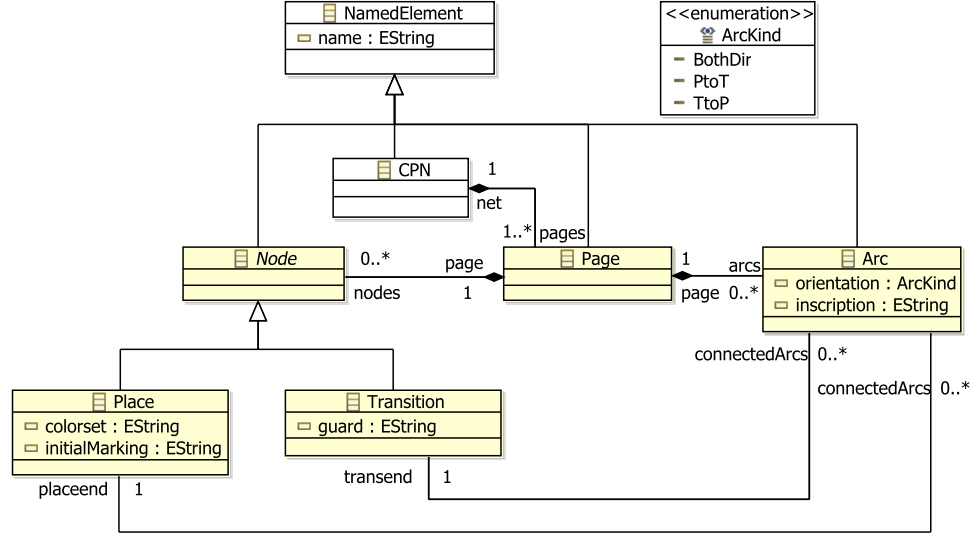 NamedElement
name : EString
<<enumeration>>
ArcKind
BothDir
PtoT
TtoP
CPN
1
net
1..* pages
Node
0..*
nodes
page
1
Page
1
page
arcs
0..*
Arc
orientation : ArcKind
inscription : EString
connectedArcs 0..*
connectedArcs 0..*
Place
colorset : EString
initialMarking : EString
Transition
guard : EString
transend 1
placeend 1